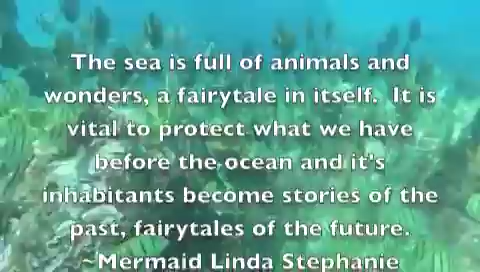 The sea is full of animals and
wonders, a fairytale in itself.  It is
vital to protect what we have
before the ocean and it's
inhabitants become stories of the
past, fairytales of the future.
~Mermaid Linda Stephanie